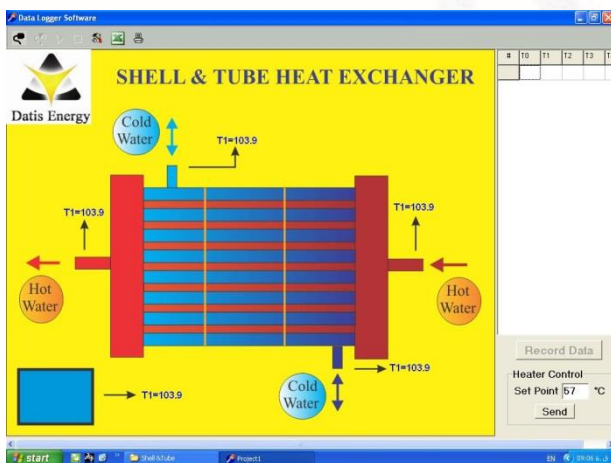 Data Logger Software
# T0 T1 T2 T3
SHELL & TUBE HEAT EXCHANGER
Datis Energy
Cold
Water
T1=103.9
T1=103.9
T1=103.9
Hot
Water
Hot
Water
T1=103.9
Cold
Water
T1=103.9
Record Data
Heater Control
Set Point 57 °C
Send
start
Shell &Tube
Project1
EN